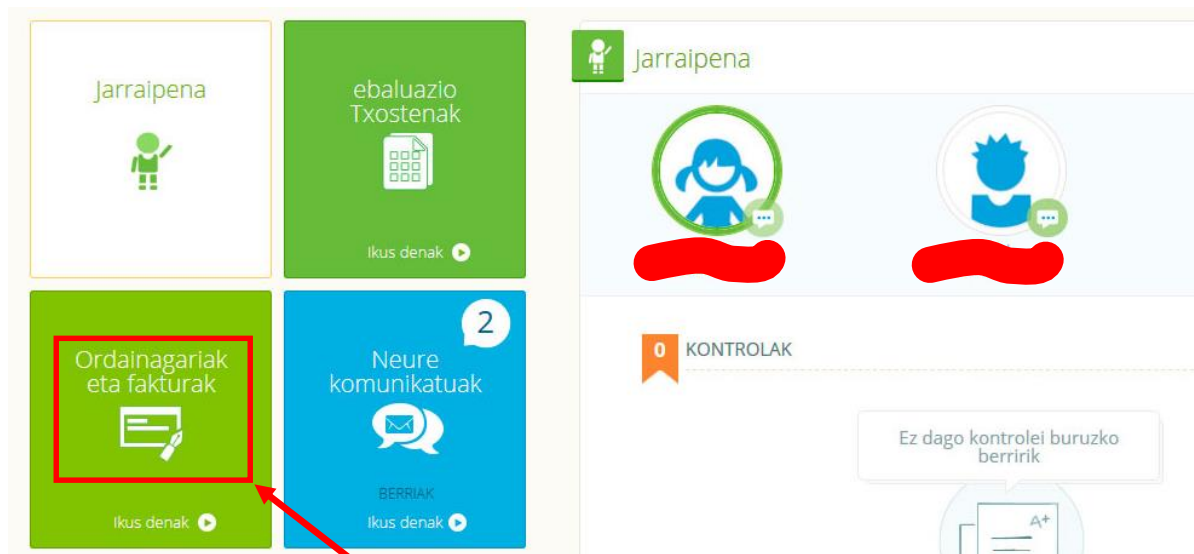 Jarraipena
ebaluazio
Txostenak
Ikus denak
Ordainagariak
eta fakturak
Ikus denak
2
Neure
komunikatuak
BERRIAK
Ikus denak
Jarraipena
0 KONTROLAK
Ez dago kontrolei buruzko
berririk
A+